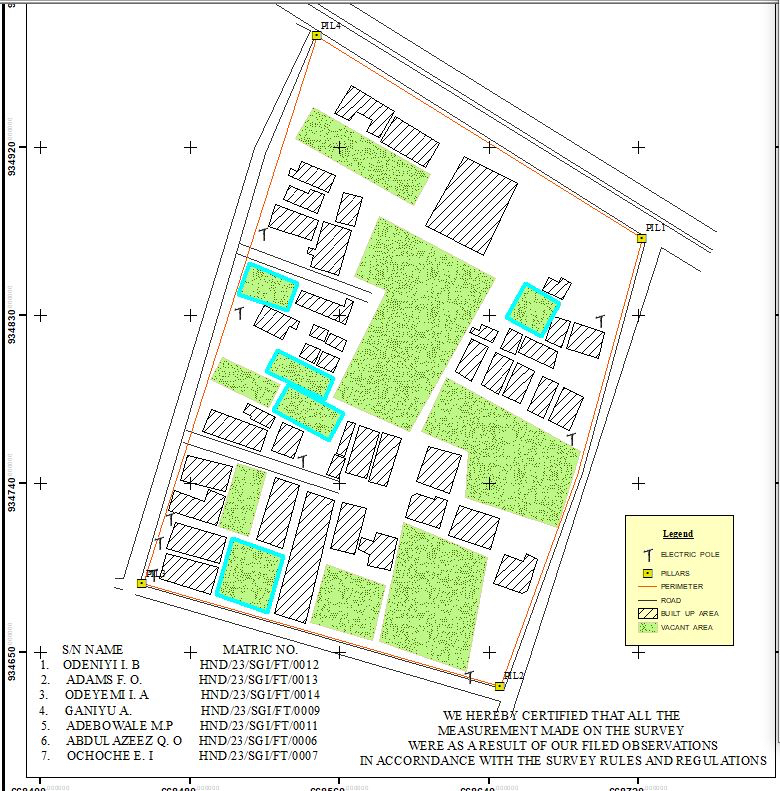 PIL4
934920
PIL1
934830
934740
Legend
ELECTRIC POLE
PILLARS
PERIMETER
ROAD
BUILT UP AREA
VACANT AREA
934650
PIL2
S/N NAME MATRIC NO.
1. ODENIYI I. B HND/23/SGI/FT/0012
2. ADAMS F. O. HND/23/SGI/FT/0013
3. ODEYEMI I. A HND/23/SGI/FT/0014
4. GANIYU A. HND/23/SGI/FT/0009
5. ADEBOWALE M.P HND/23/SGI/FT/0011
6. ABDULAZEEZ Q. O HND/23/SGI/FT/0006
7. OCHOCHE E. I HND/23/SGI/FT/0007
WE HEREBY CERTIFIED THAT ALL THE
MEASUREMENT MADE ON THE SURVEY
WERE AS A RESULT OF OUR FILED OBSERVATIONS
IN ACCORNDANCE WITH THE SURVEY RULES AND REGULATIONS